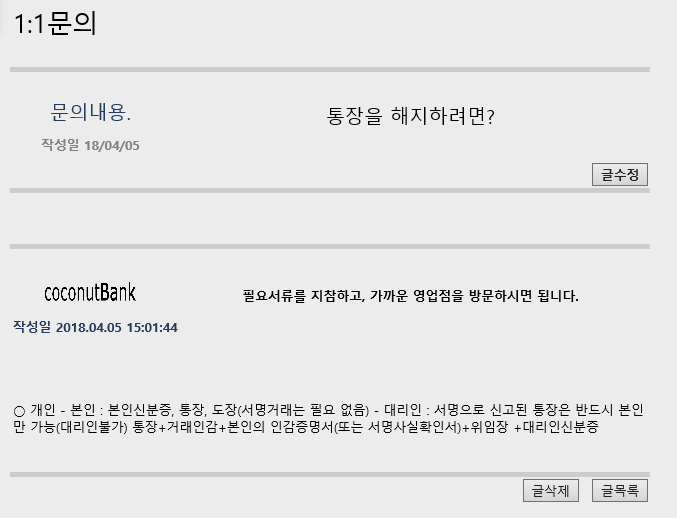 1:1문의
문의내용.
통장을 해지하려면?
작성일 18/04/05
글수정
coconutBank
필요서류를 지참하고, 가까운 영업점을 방문하시면 됩니다.
작성일 2018.04.05 15:01:44
○ 개인 - 본인 : 본인신분증, 통장, 도장(서명거래는 필요 없음) - 대리인 : 서명으로 신고된 통장은 반드시 본인
만 가능(대리인불가) 통장+거래인감+본인의 인감증명서(또는 서명사실확인서)+위임장 +대리인신분증
글삭제
글목록